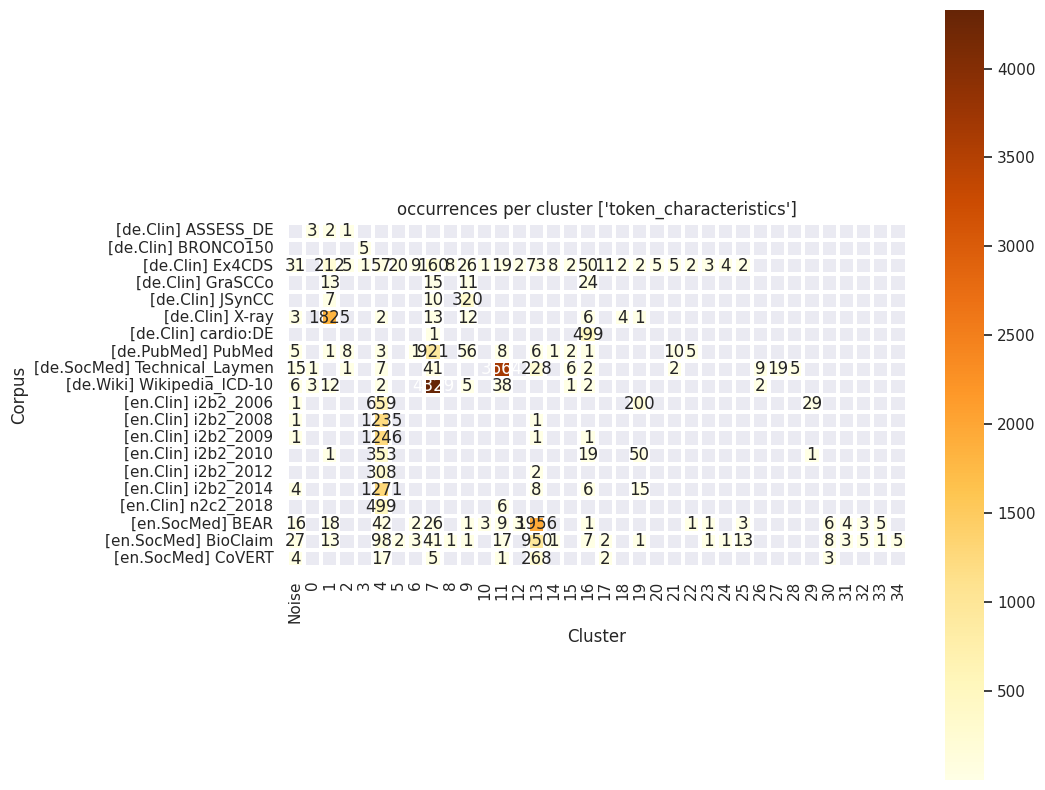 occurrences per cluster ['token_characteristics']
[de.Clin] ASSESS_DE 3 2 1
[de.Clin] BRONCO150 5
[de.Clin] Ex4CDS 31 212 5 1 57 20 9 160 8 26 1 19 2 73 8 2 50 11 2 2 5 5 2 3 4 2
[de.Clin] GraSCCo 13 15 11 24
[de.Clin] JSynCC 7 10 320
[de.Clin] X-ray 3 1825 2 13 12 6 4 1
[de.Clin] cardio:DE 1 499
[de.PubMed] PubMed 5 1 8 3 1 921 56 8 6 1 2 1 10 5
[de.SocMed] Technical_Laymen 15 1 1 7 41 228 6 2 2 9 19 5
[de.Wiki] Wikipedia_ICD-10 6 3 12 2 4329 5 38 1 2 2
[en.Clin] i2b2_2006 1 659 200 29
[en.Clin] i2b2_2008 1 1235 1
[en.Clin] i2b2_2009 1 1246 1 1
[en.Clin] i2b2_2010 1 353 19 50 1
[en.Clin] i2b2_2012 308 2
[en.Clin] i2b2_2014 4 1271 8 6 15
[en.Clin] n2c2_2018 499 6
[en.SocMed] BEAR 16 18 42 2 26 1 3 9 3 1956 1 1 1 3 6 4 3 5
[en.SocMed] BioClaim 27 13 98 2 3 41 1 1 17 950 1 7 2 1 1 1 13 8 3 5 1 5
[en.SocMed] CoVERT 4 17 5 1 268 2 3
Noise 0 1 2 3 4 5 6 7 8 9 10 11 12 13 14 15 16 17 18 19 20 21 22 23 24 25 26 27 28 29 30 31 32 33 34
Cluster
Corpus
4000
3500
3000
2500
2000
1500
1000
500